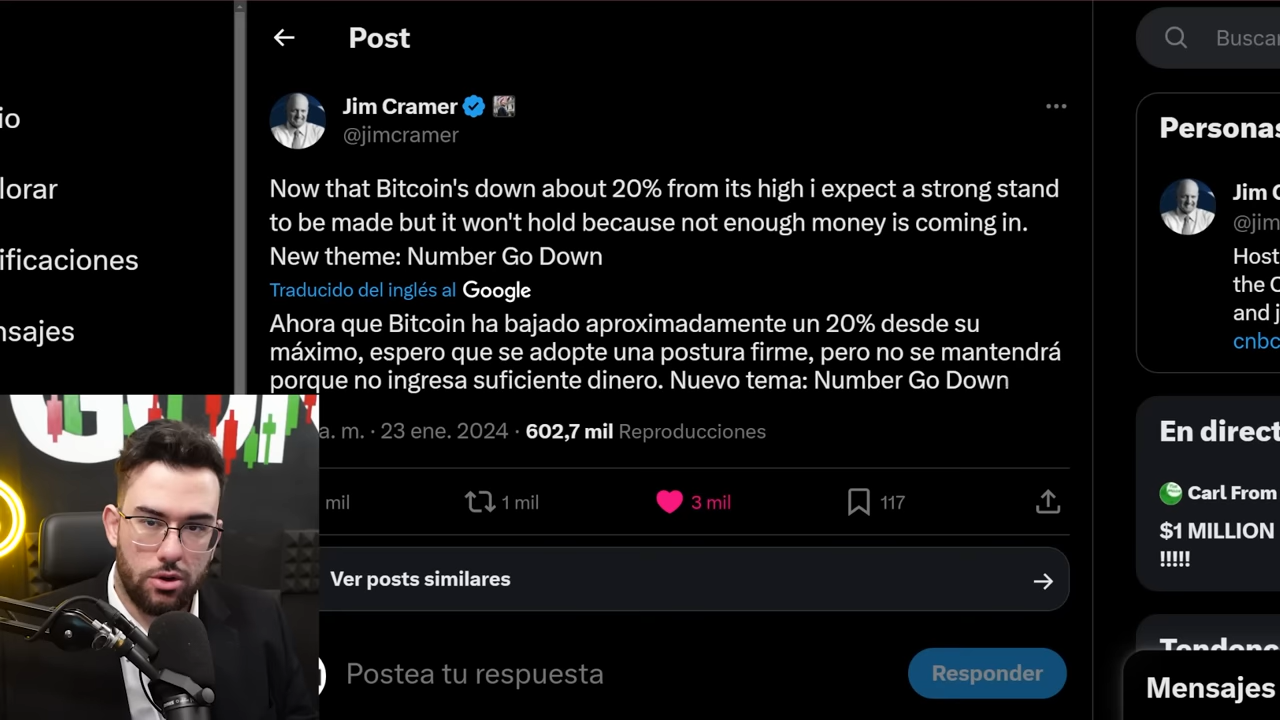 Post
Buscar
Jim Cramer
@jimcramer
Now that Bitcoin's down about 20% from its high i expect a strong stand
to be made but it won't hold because not enough money is coming in.
New theme: Number Go Down
Traducido del inglés al Google
Ahora que Bitcoin ha bajado aproximadamente un 20% desde su
máximo, espero que se adopte una postura firme, pero no se mantendrá
porque no ingresa suficiente dinero. Nuevo tema: Number Go Down
a. m. · 23 ene. 2024 · 602,7 mil Reproducciones
mil
1 mil
3 mil
117
Ver posts similares
Postea tu respuesta
Responder
io
lorar
ificaciones
nsajes
Personas
Jim C
@jim
Host
the C
and j
cnbc
En direct
Carl From
$1 MILLION
!!!!!
Tendenc
Mensajes